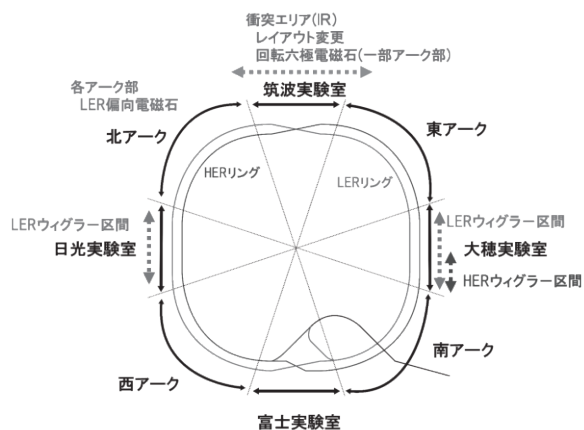 衝突エリア(IR)
レイアウト変更
回転六極電磁石(一部アーク部)
筑波実験室
各アーク部
LER偏向電磁石
北アーク
東アーク
HERリング
LERリング
LERウィグラー区間
日光実験室
LERウィグラー区間
大穂実験室
HERウィグラー区間
西アーク
南アーク
富士実験室